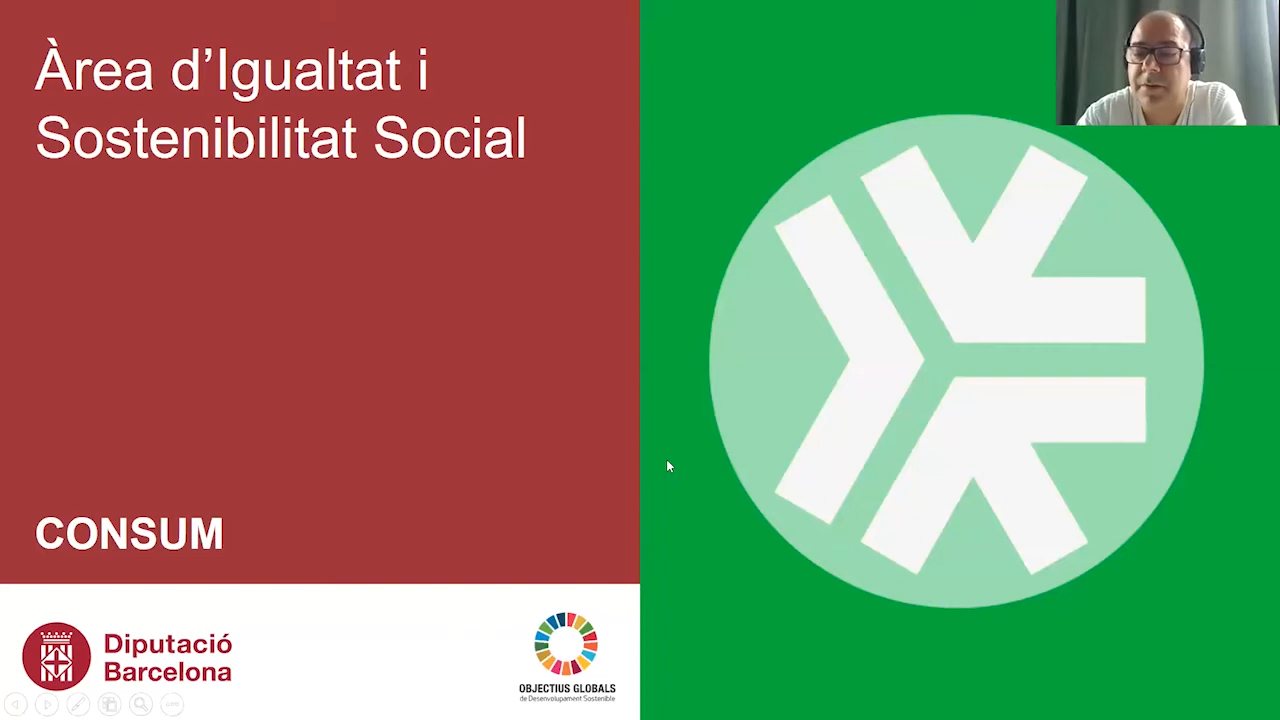 Àrea d’Igualtat i
Sostenibilitat Social
CONSUM
Diputació
Barcelona
OBJECTIUS GLOBALS
de Desenvolupament Sostenible